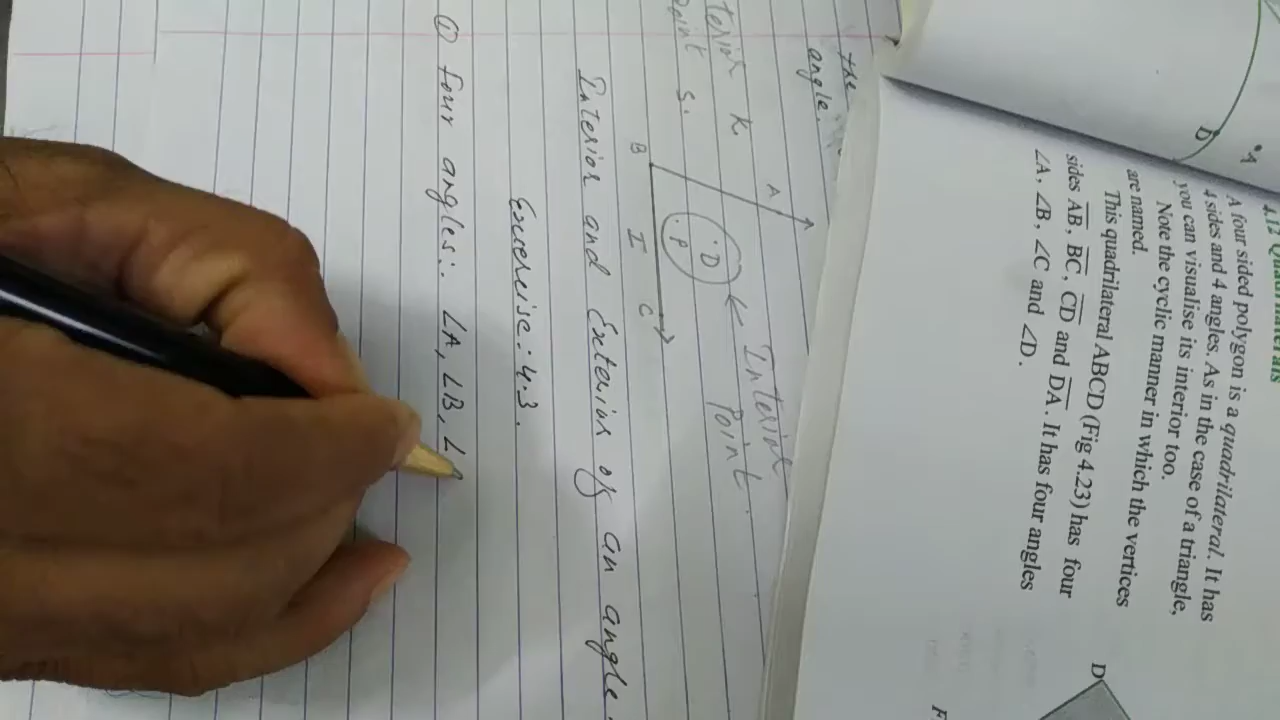 4.11 Quadrilaterals
A four sided polygon is a quadrilateral. It has
4 sides and 4 angles. As in the case of a triangle,
you can visualise its interior too.
Note the cyclic manner in which the vertices
are named.
This quadrilateral ABCD (Fig 4.23) has four
sides AB, BC, CD and DA. It has four angles
∠A, ∠B, ∠C and ∠D.
D
A
D
F
the
angle.
A
Interior
Point.
k
s.
.D
.P
B
I
C
Interior and Exterior of an angle.
Exercise: 4.3.
① four angles:. ∠A, ∠B, ∠